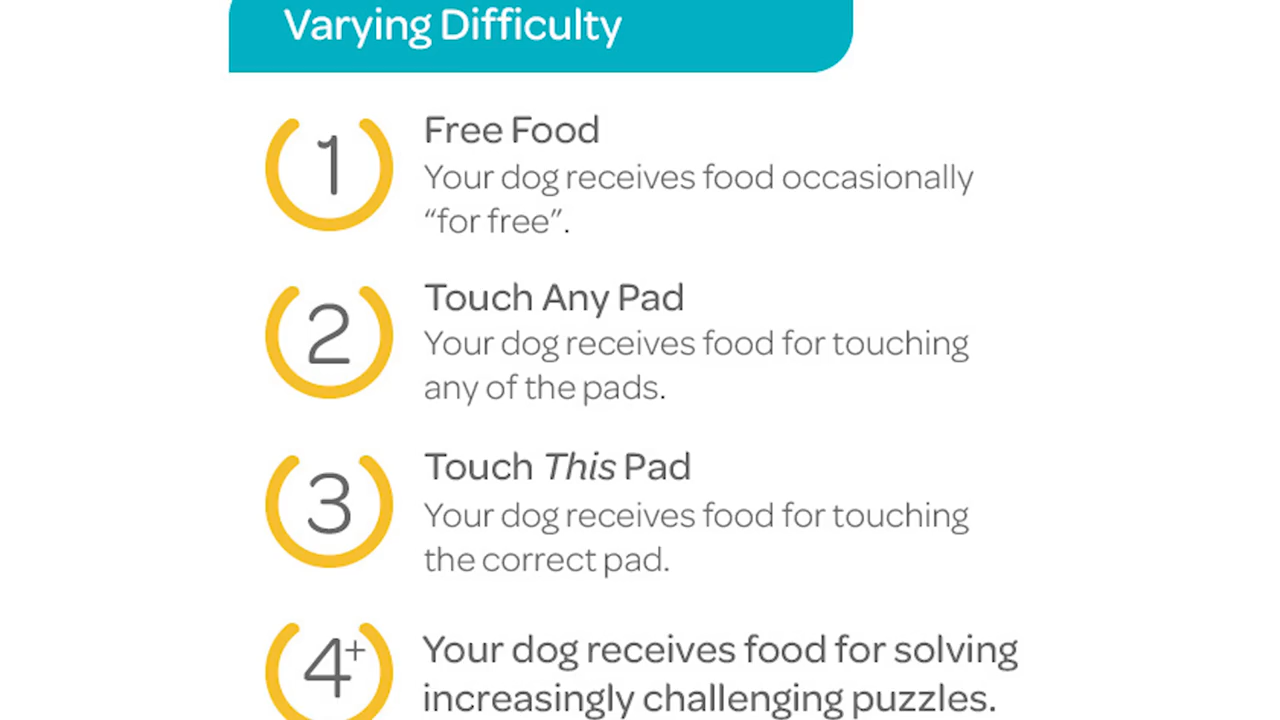 Varying Difficulty
1
Free Food
Your dog receives food occasionally
“for free”.
2
Touch Any Pad
Your dog receives food for touching
any of the pads.
3
Touch This Pad
Your dog receives food for touching
the correct pad.
4+
Your dog receives food for solving
increasingly challenging puzzles.